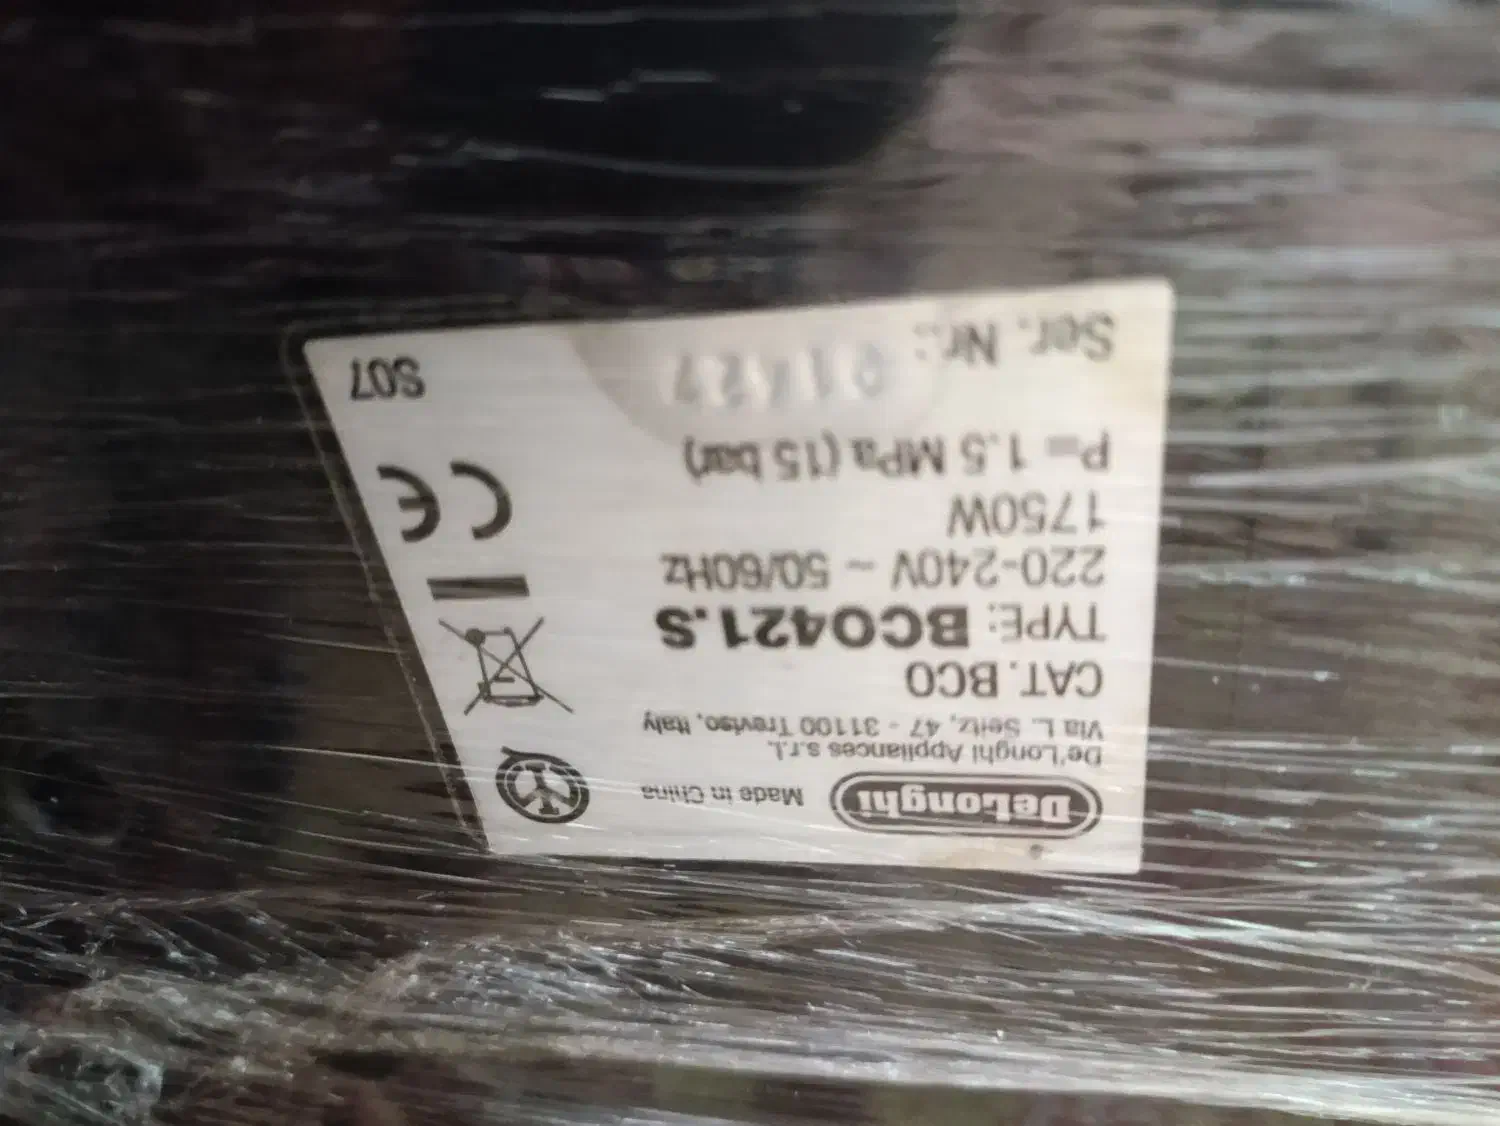 DeLonghi Made in China
De'Longhi Appliances s.r.l.
Via L. Seitz, 47 - 31100 Treviso, Italy
CAT. BCO
TYPE: BCO421.S
220-240V ~ 50/60Hz
1750W
P= 1.5 MPa (15 bar)
Ser. Nr.:
CE
S07